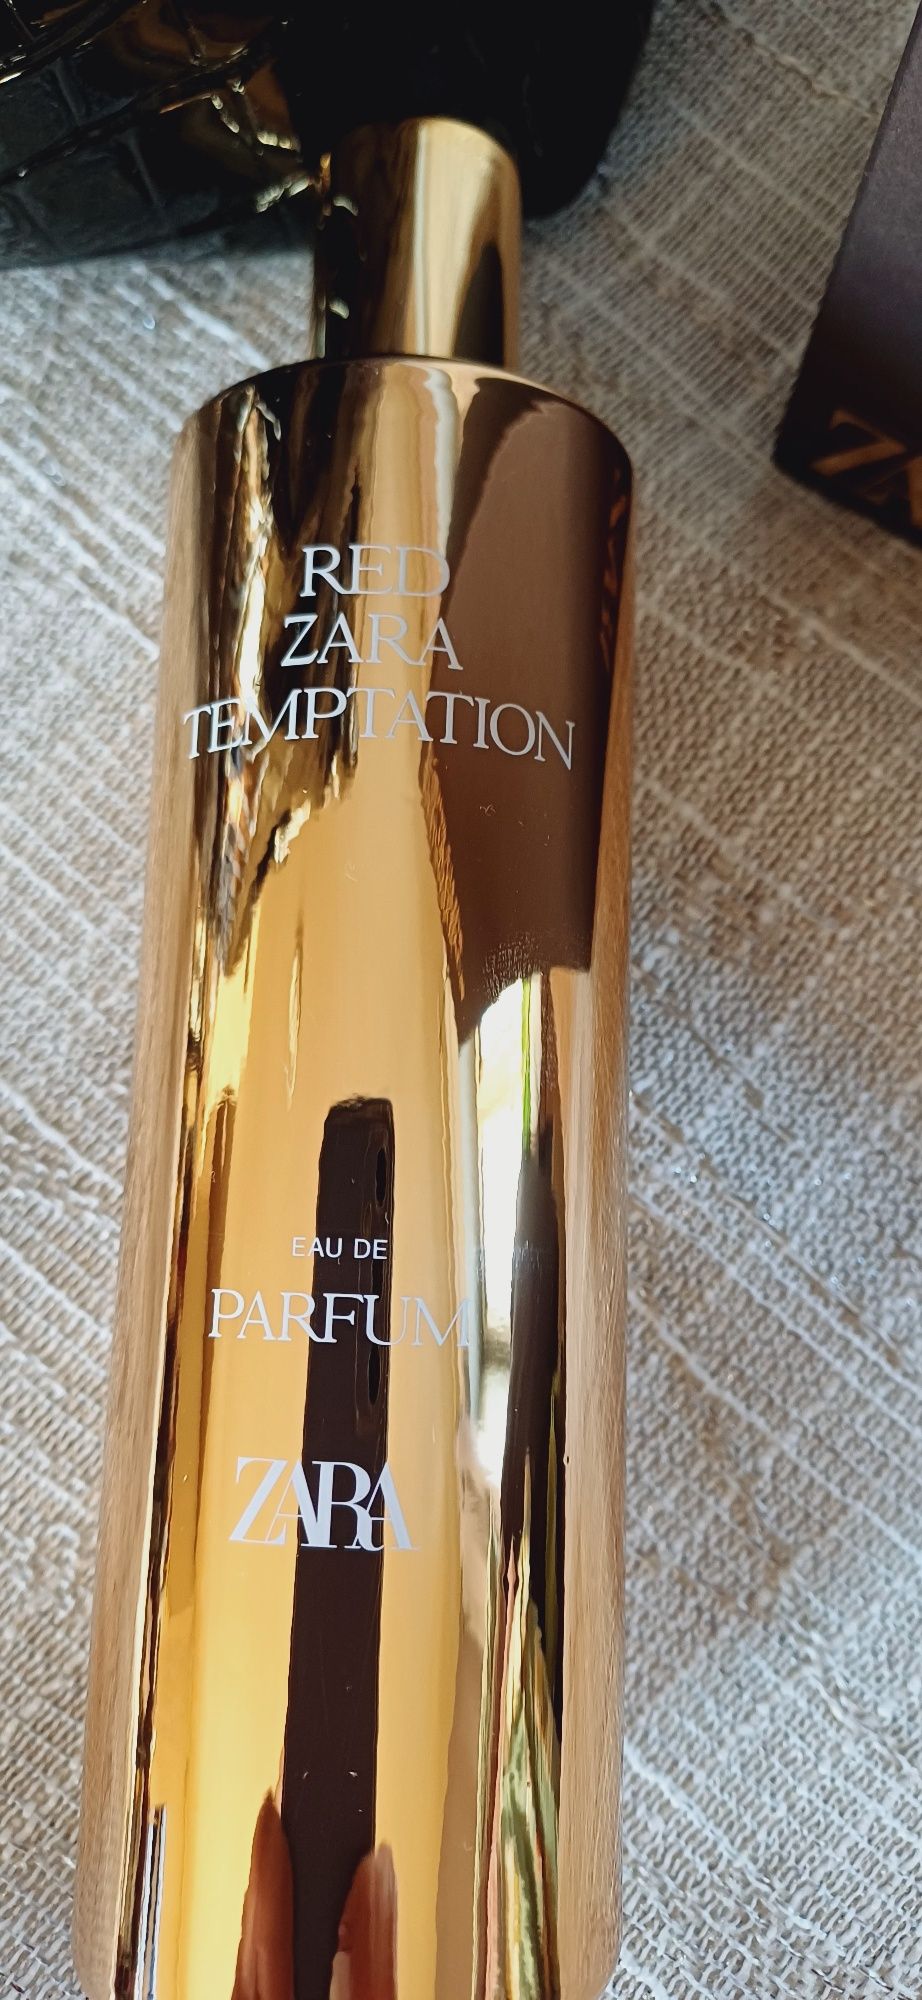 RED
ZARA
TEMPTATION
EAU DE
PARFUM
ZARA